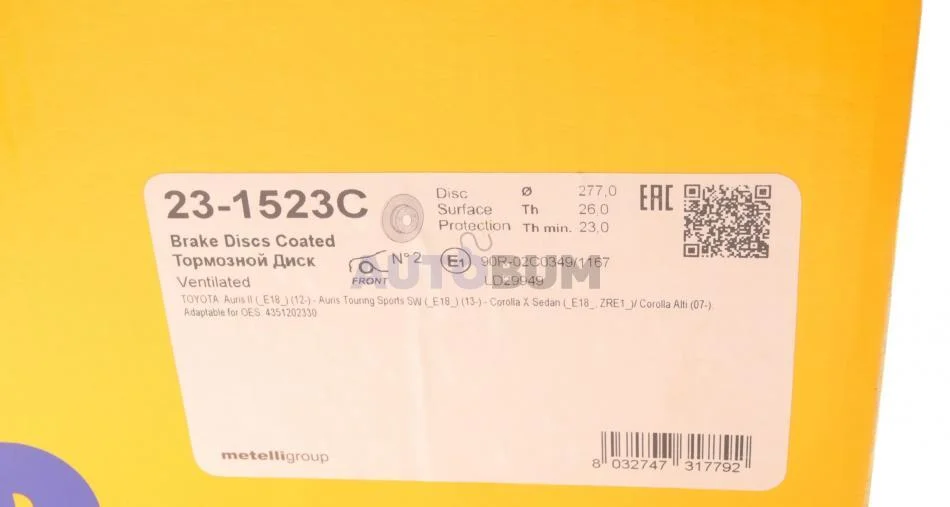 23-1523C
Disc Ø 277,0
Surface Th 26,0
Protection Th min. 23,0
EAC
Brake Discs Coated
Тормозной Диск
Ventilated
FRONT
N° 2
E1
90R-02C0349/1167
LD29949
AUTOBUM
TOYOTA: Auris II (_E18_) (12-) - Auris Touring Sports SW (_E18_) (13-) - Corolla X Sedan (_E18_, ZRE1_)/ Corolla Alti (07-).
Adaptable for OES: 4351202330
metelligroup
8 032747 317792